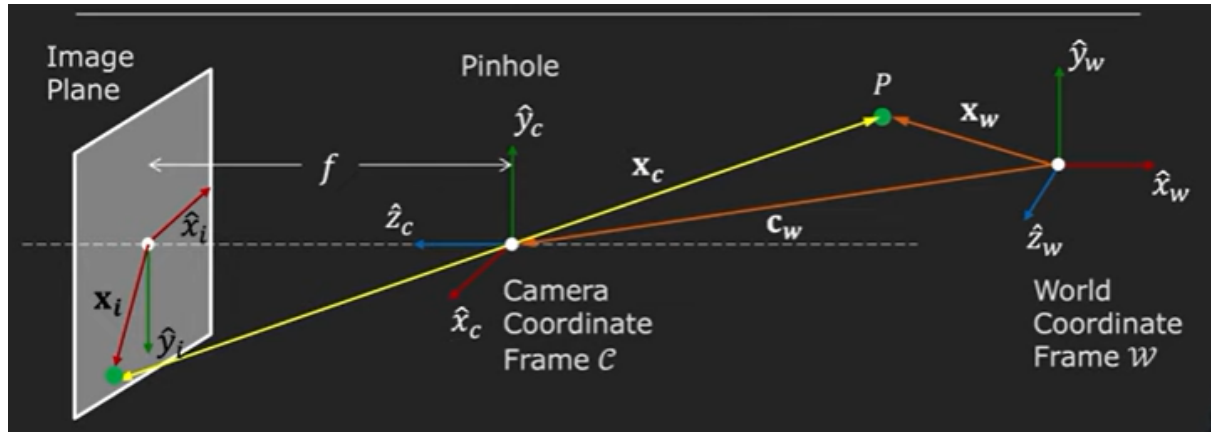 Image
Plane
Pinhole
P
ŷ_w
ŷ_c
𝐱_w
f
𝐱_c
x̂_w
x̂_i
ẑ_c
𝐜_w
ẑ_w
𝐱_i
x̂_c
ŷ_i
Camera
Coordinate
Frame 𝒞
World
Coordinate
Frame 𝒲